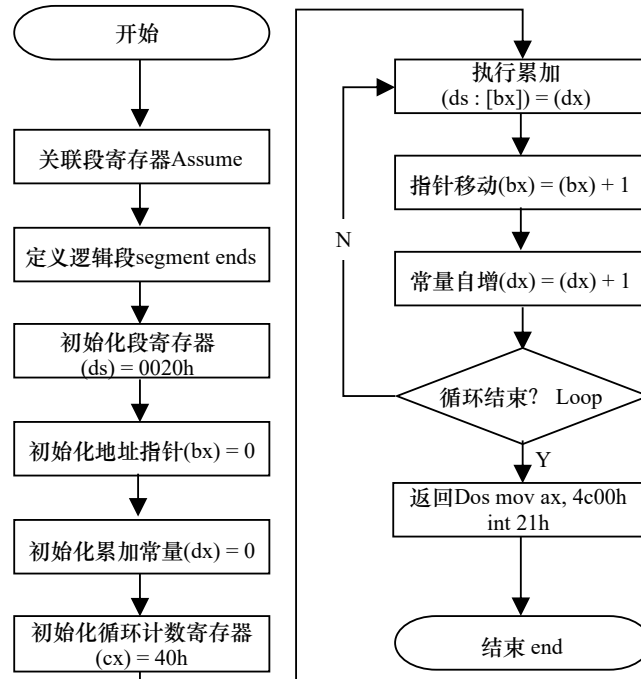 开始
关联段寄存器Assume
定义逻辑段segment ends
初始化段寄存器
(ds) = 0020h
初始化地址指针(bx) = 0
初始化累加常量(dx) = 0
初始化循环计数寄存器
(cx) = 40h
执行累加
(ds : [bx]) = (dx)
指针移动(bx) = (bx) + 1
N
常量自增(dx) = (dx) + 1
循环结束? Loop
Y
返回Dos mov ax, 4c00h
int 21h
结束 end